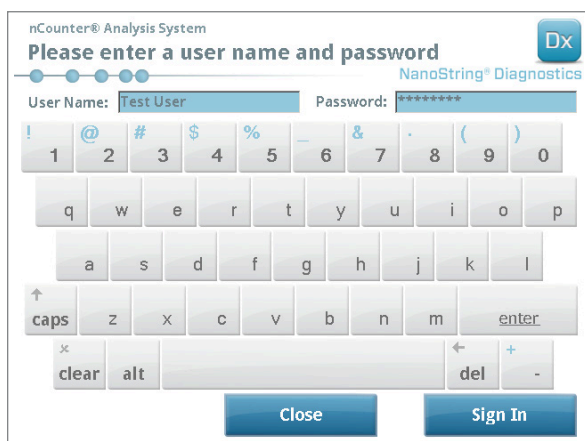 nCounter® Analysis System
Please enter a user name and password
Dx
NanoString® Diagnostics
User Name: Test User Password: ********
! @ # $ % _ & . ( )
1 2 3 4 5 6 7 8 9 0
q w e r t y u i o p
a s d f g h j k l
caps z x c v b n m enter
clear alt del + -
Close Sign In